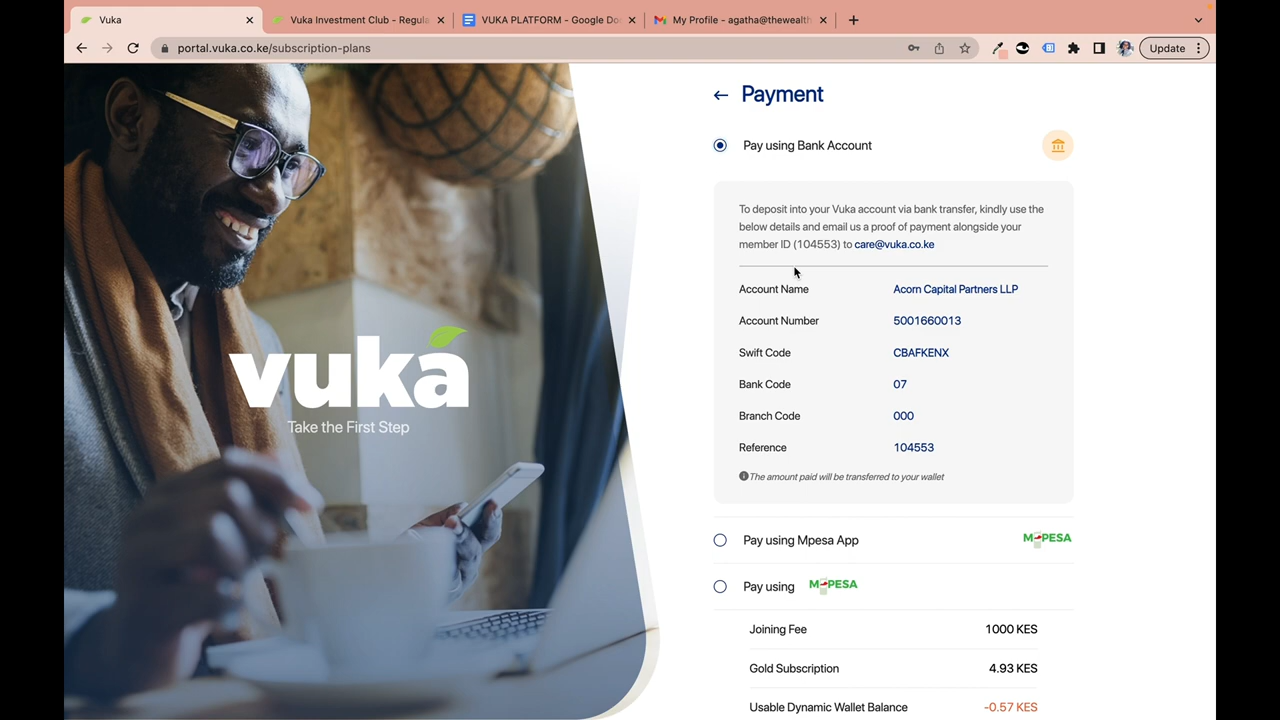 Vuka
Vuka Investment Club - Regula
VUKA PLATFORM - Google Do
My Profile - agatha@thewealth
portal.vuka.co.ke/subscription-plans
Update
Payment
Pay using Bank Account
To deposit into your Vuka account via bank transfer, kindly use the
below details and email us a proof of payment alongside your
member ID (104553) to care@vuka.co.ke
Account Name Acorn Capital Partners LLP
Account Number 5001660013
Swift Code CBAFKENX
Bank Code 07
Branch Code 000
Reference 104553
The amount paid will be transferred to your wallet
Pay using Mpesa App M-PESA
Pay using M-PESA
Joining Fee 1000 KES
Gold Subscription 4.93 KES
Usable Dynamic Wallet Balance -0.57 KES
vuka
Take the First Step